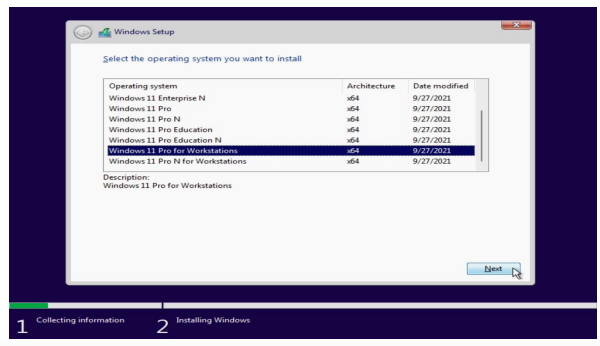 Windows Setup
Select the operating system you want to install
Operating system Architecture Date modified
Windows 11 Enterprise N x64 9/27/2021
Windows 11 Pro x64 9/27/2021
Windows 11 Pro N x64 9/27/2021
Windows 11 Pro Education x64 9/27/2021
Windows 11 Pro Education N x64 9/27/2021
Windows 11 Pro for Workstations x64 9/27/2021
Windows 11 Pro N for Workstations x64 9/27/2021
Description:
Windows 11 Pro for Workstations
Next
1 Collecting information 2 Installing Windows